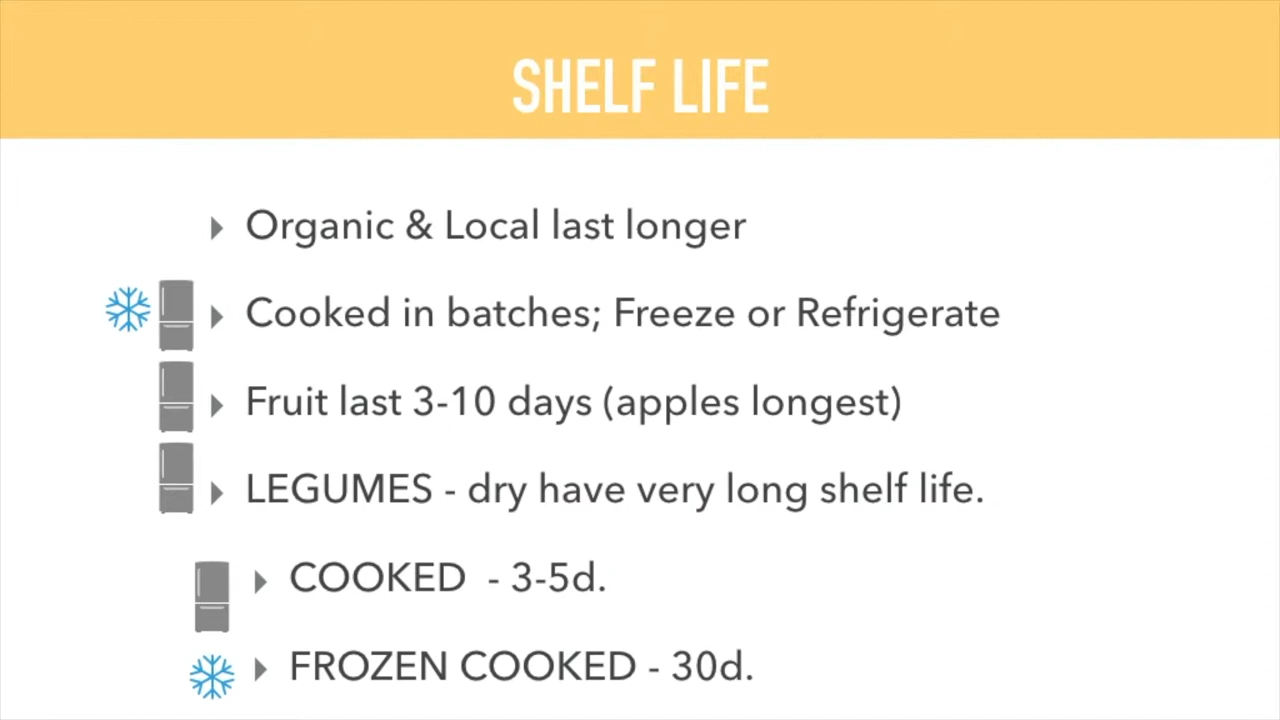 SHELF LIFE
Organic & Local last longer
Cooked in batches; Freeze or Refrigerate
Fruit last 3-10 days (apples longest)
LEGUMES - dry have very long shelf life.
COOKED - 3-5d.
FROZEN COOKED - 30d.